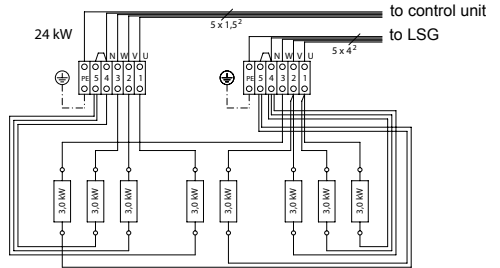 to control unit
5 x 1,5²
24 kW
to LSG
5 x 4²
N W V U
N W V U
PE 5 4 3 2 1
PE 5 4 3 2 1
3,0 kW
3,0 kW
3,0 kW
3,0 kW
3,0 kW
3,0 kW
3,0 kW
3,0 kW